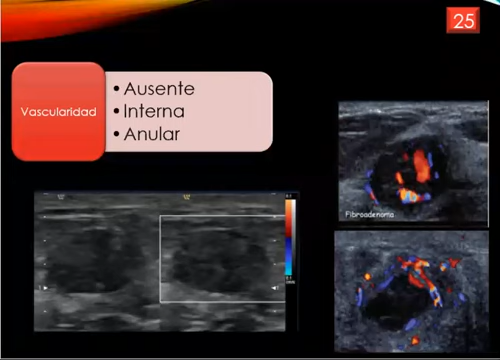 25
Vascularidad
• Ausente
• Interna
• Anular
Fibroadenoma